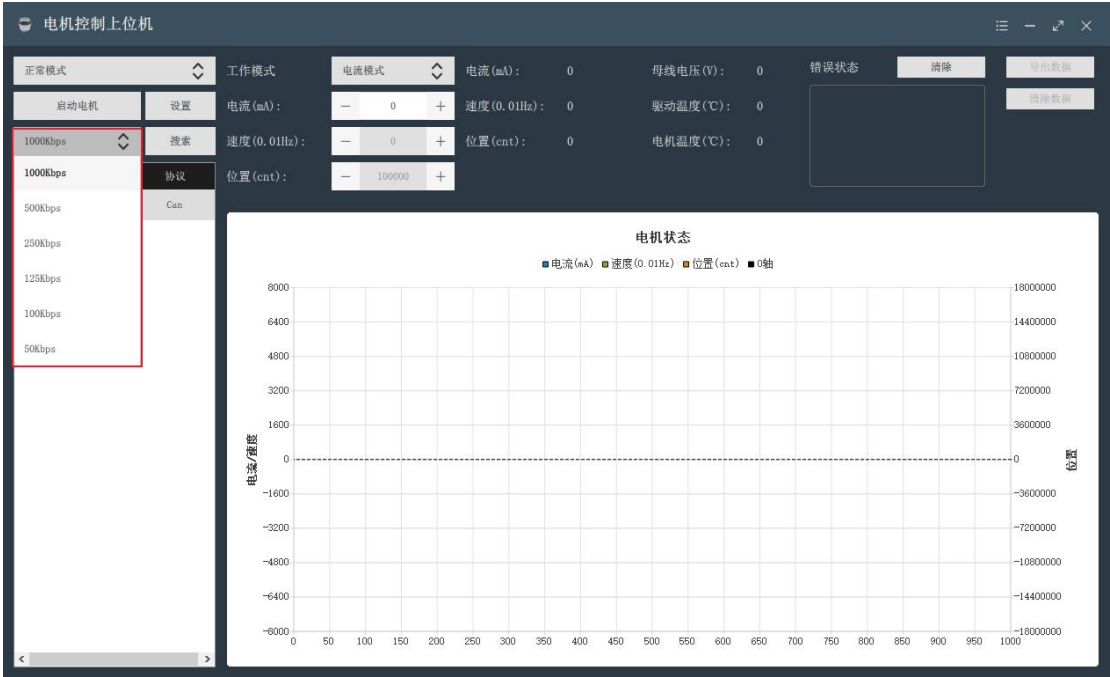 电机控制上位机
正常模式 工作模式 电流模式 电流(mA): 0 母线电压(V): 0 错误状态 清除 导出数据
启动电机 设置 电流(mA): − 0 + 速度(0.01Hz): 0 驱动温度(℃): 0 清除数据
1000Kbps 搜索 速度(0.01Hz): − 0 + 位置(cnt): 0 电机温度(℃): 0
1000Kbps 协议 位置(cnt): − 100000 +
500Kbps Can
250Kbps
125Kbps
100Kbps
50Kbps
电机状态
电流(mA) 速度(0.01Hz) 位置(cnt) 0轴
8000 18000000
6400 14400000
4800 10800000
3200 7200000
1600 3600000
0 0
-1600 -3600000
-3200 -7200000
-4800 -10800000
-6400 -14400000
-8000 -18000000
电流/速度
位置
0 50 100 150 200 250 300 350 400 450 500 550 600 650 700 750 800 850 900 950 1000